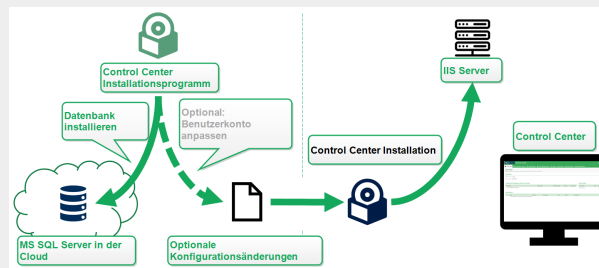 Control Center
Installationsprogramm
IIS Server
Datenbank
installieren
Optional:
Benutzerkonto
anpassen
Control Center Installation
Control Center
MS SQL Server in der
Cloud
Optionale
Konfigurationsänderungen